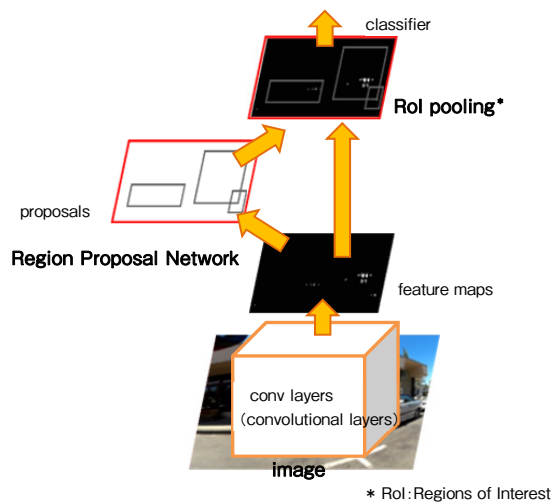 classifier
RoI pooling*
proposals
Region Proposal Network
feature maps
conv layers
(convolutional layers)
image
* RoI:Regions of Interest